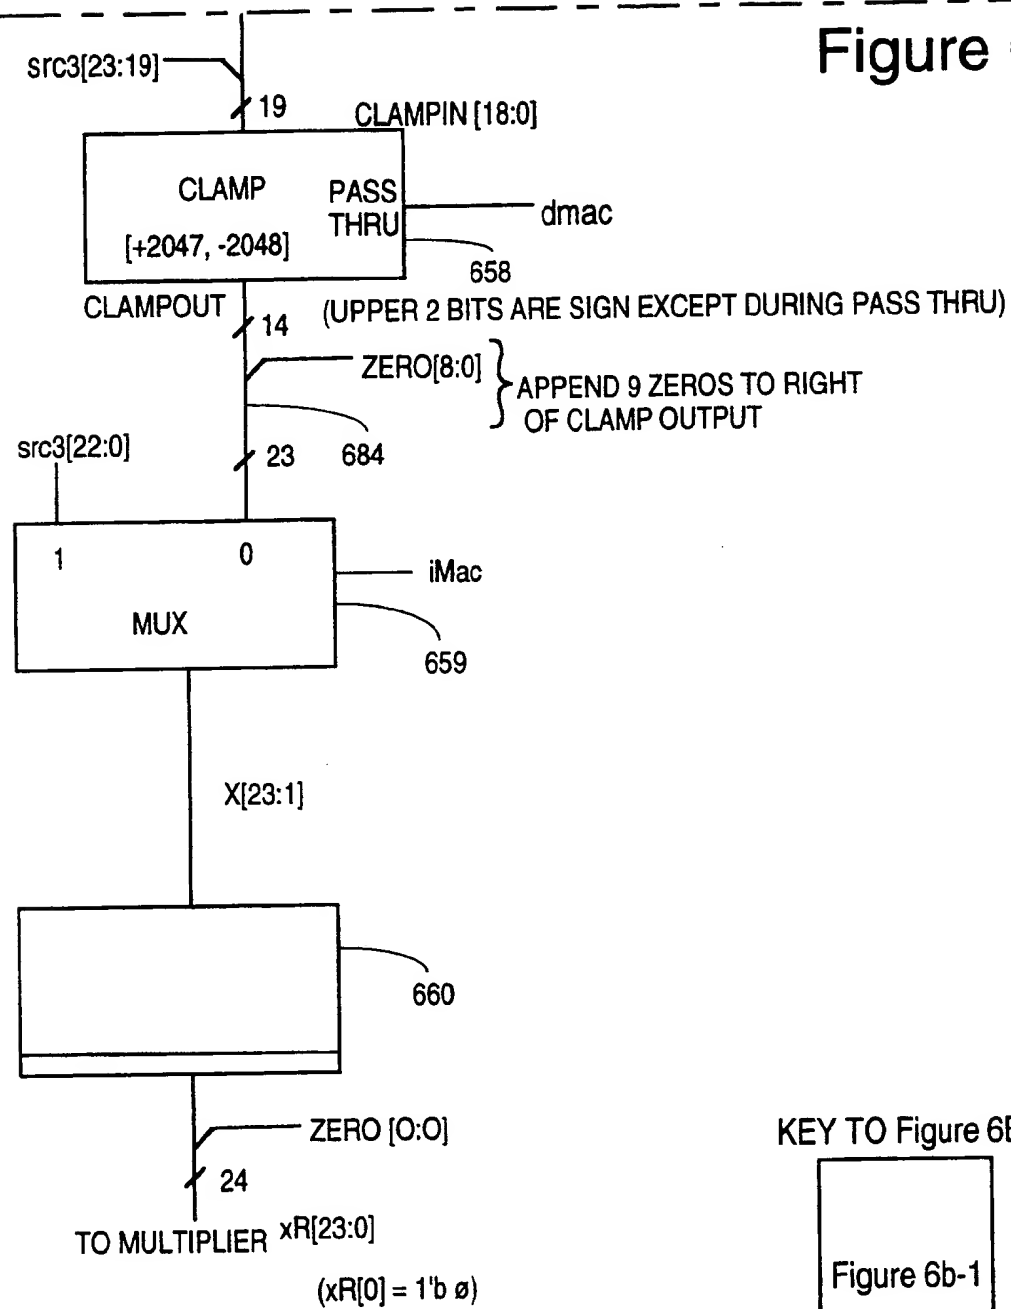 Figure
src3[23:19]
19
CLAMPIN [18:0]
CLAMP
PASS
THRU
[+2047, -2048]
dmac
658
CLAMPOUT
14
(UPPER 2 BITS ARE SIGN EXCEPT DURING PASS THRU)
ZERO[8:0]
APPEND 9 ZEROS TO RIGHT
OF CLAMP OUTPUT
src3[22:0]
23
684
1
0
iMac
MUX
659
X[23:1]
660
ZERO [O:O]
24
TO MULTIPLIER xR[23:0]
(xR[0] = 1'b ø)
KEY TO Figure 6B
Figure 6b-1